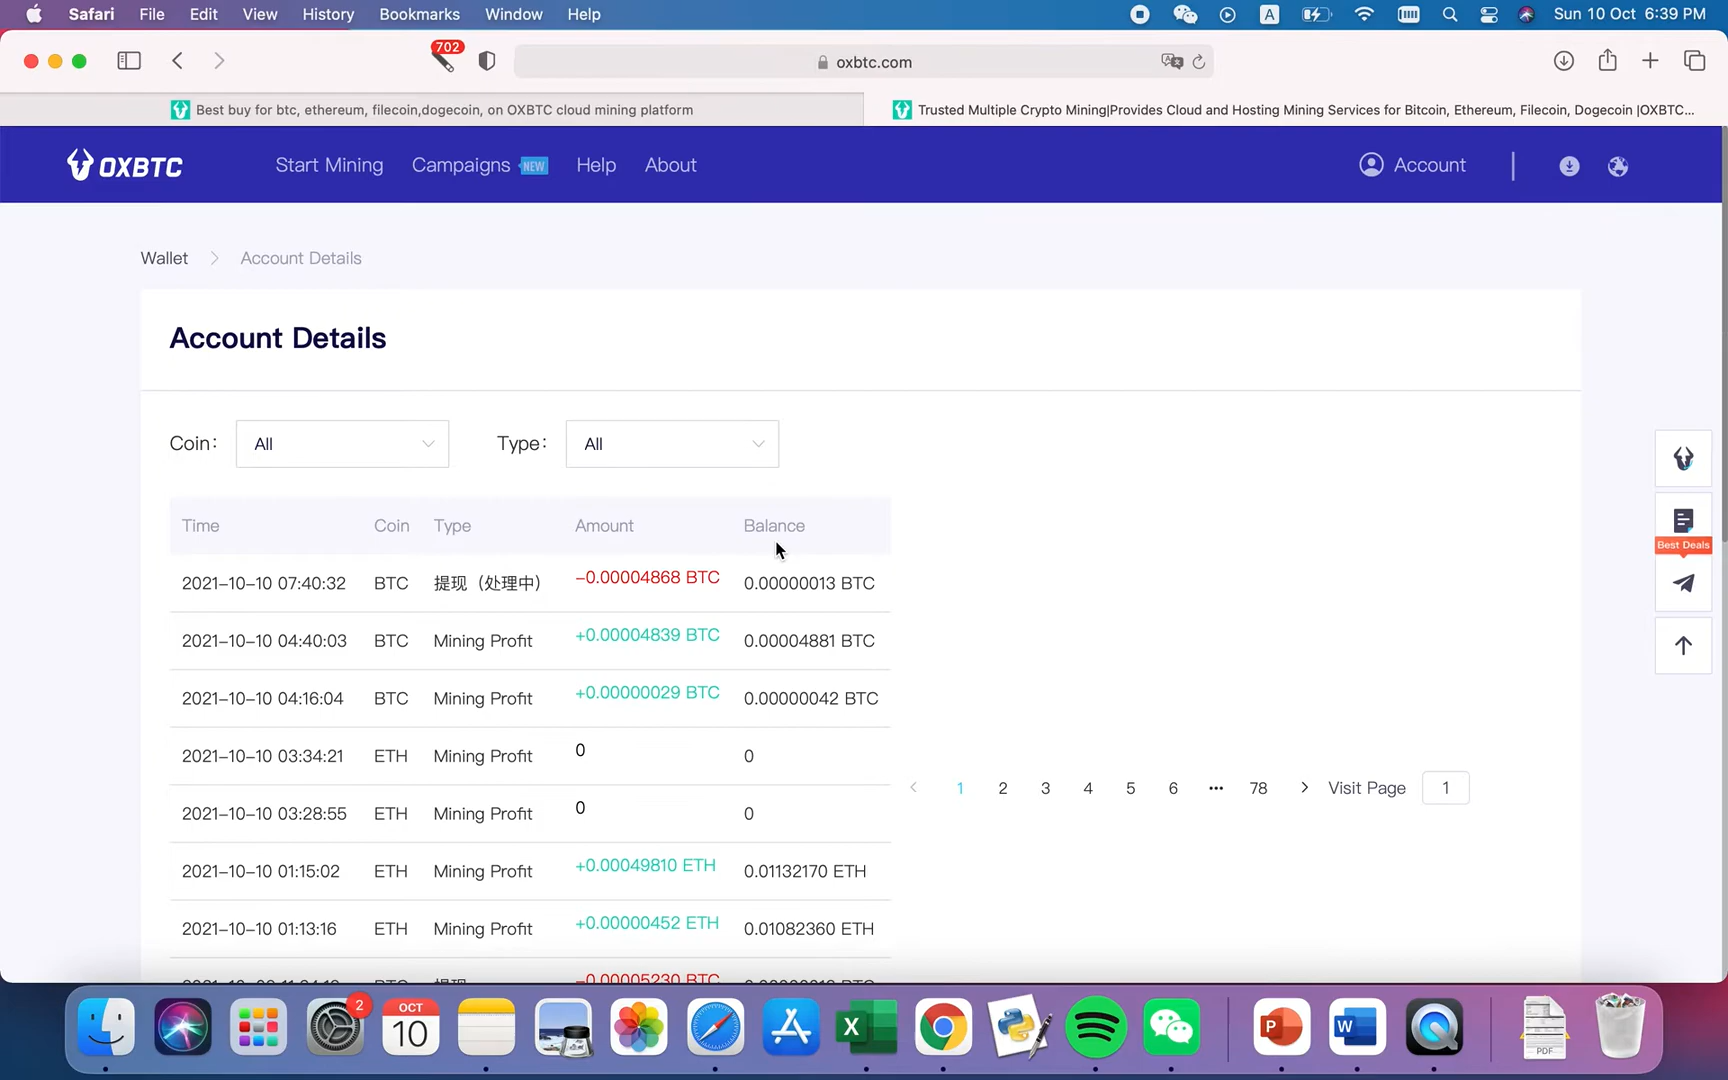 Safari File Edit View History Bookmarks Window Help A Sun 10 Oct 6:39 PM
702
oxbtc.com
Best buy for btc, ethereum, filecoin,dogecoin, on OXBTC cloud mining platform
Trusted Multiple Crypto Mining|Provides Cloud and Hosting Mining Services for Bitcoin, Ethereum, Filecoin, Dogecoin |OXBTC...
OXBTC Start Mining Campaigns NEW Help About Account
Wallet Account Details
Account Details
Coin: All Type: All
Time Coin Type Amount Balance
2021-10-10 07:40:32 BTC 提现（处理中） -0.00004868 BTC 0.00000013 BTC
2021-10-10 04:40:03 BTC Mining Profit +0.00004839 BTC 0.00004881 BTC
2021-10-10 04:16:04 BTC Mining Profit +0.00000029 BTC 0.00000042 BTC
2021-10-10 03:34:21 ETH Mining Profit 0 0
2021-10-10 03:28:55 ETH Mining Profit 0 0
2021-10-10 01:15:02 ETH Mining Profit +0.00049810 ETH 0.01132170 ETH
2021-10-10 01:13:16 ETH Mining Profit +0.00000452 ETH 0.01082360 ETH
-0.00005230 BTC
1 2 3 4 5 6 ••• 78 Visit Page 1
Best Deals
2
OCT
10
X
P
W
PDF